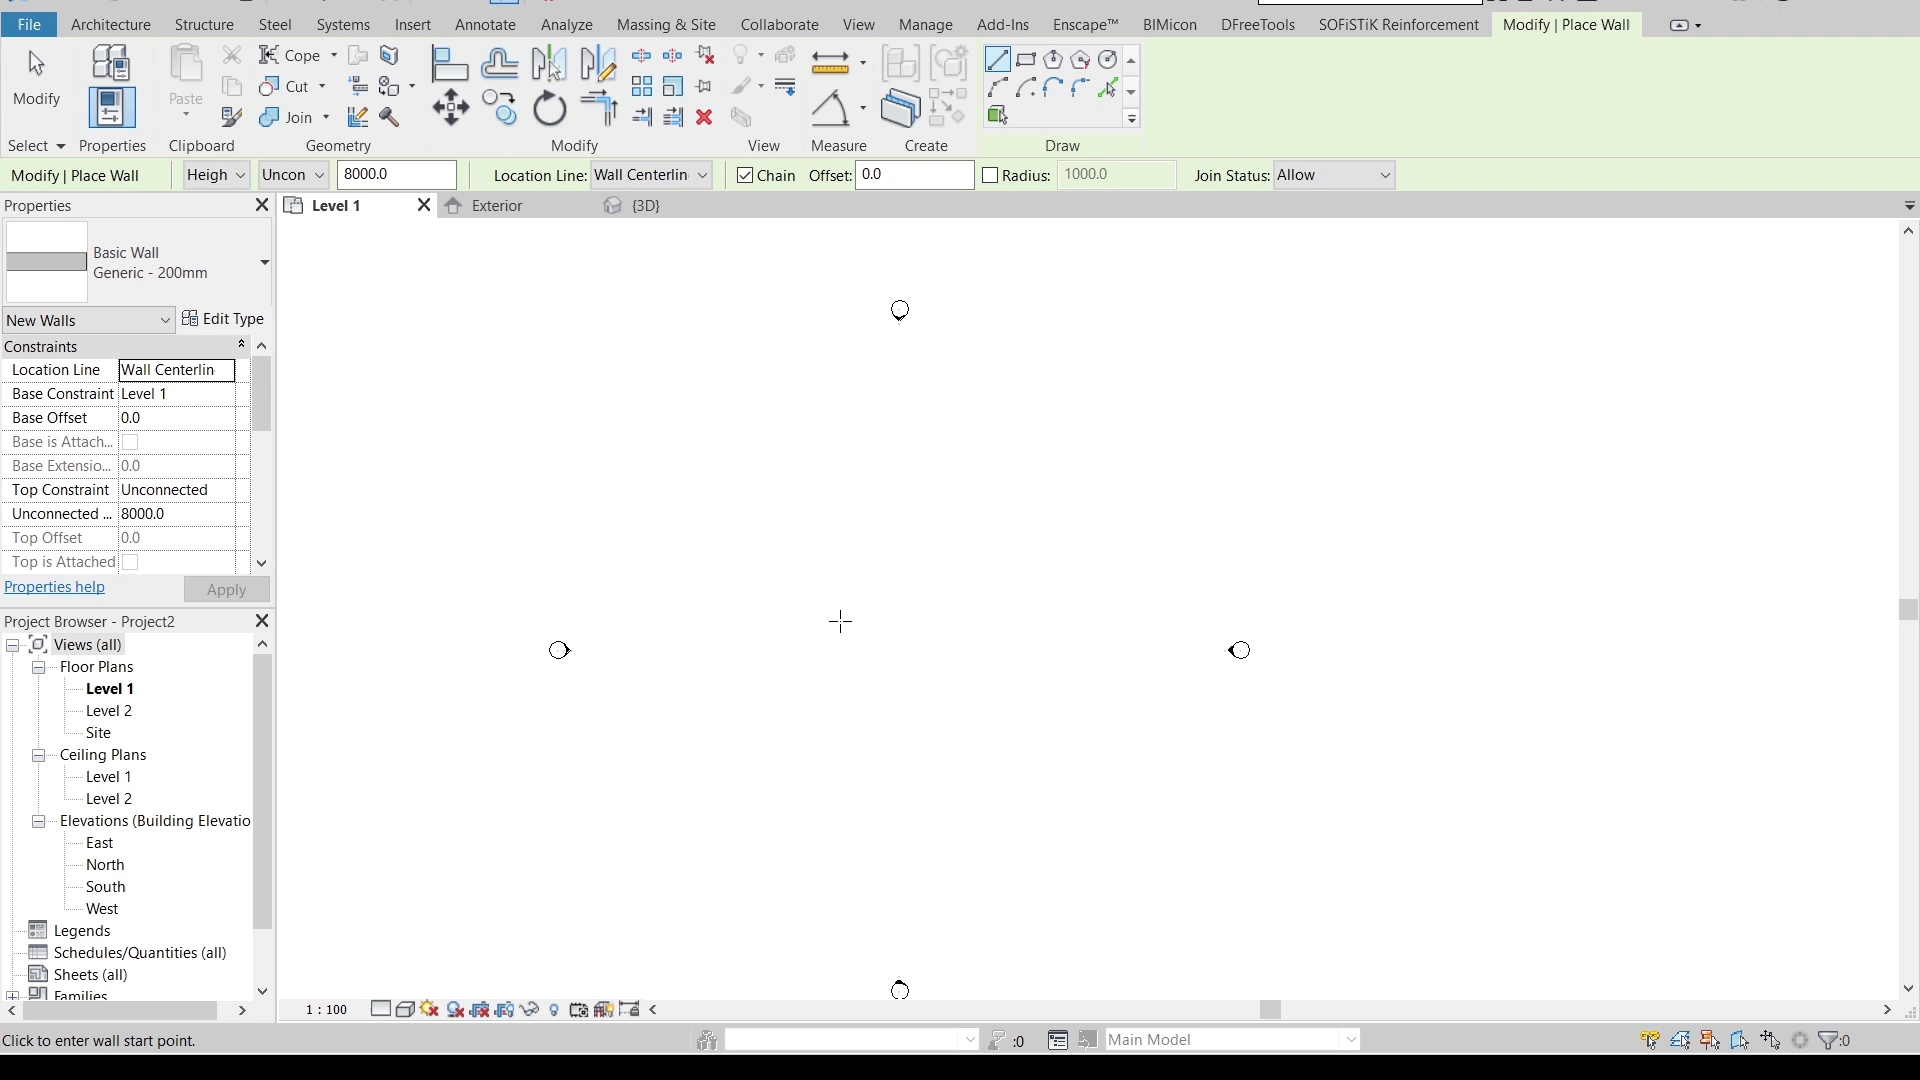 File Architecture Structure Steel Systems Insert Annotate Analyze Massing & Site Collaborate View Manage Add-Ins Enscape™ BIMicon DFreeTools SOFiSTiK Reinforcement Modify | Place Wall
Modify Paste Cope Cut Join
Select Properties Clipboard Geometry Modify View Measure Create Draw
Modify | Place Wall Heigh Uncon 8000.0 Location Line: Wall Centerlin Chain Offset: 0.0 Radius: 1000.0 Join Status: Allow
Properties
Level 1 Exterior {3D}
Basic Wall
Generic - 200mm
New Walls Edit Type
Constraints
Location Line Wall Centerlin
Base Constraint Level 1
Base Offset 0.0
Base is Attach...
Base Extensio... 0.0
Top Constraint Unconnected
Unconnected ... 8000.0
Top Offset 0.0
Top is Attached
Properties help Apply
Project Browser - Project2
Views (all)
Floor Plans
Level 1
Level 2
Site
Ceiling Plans
Level 1
Level 2
Elevations (Building Elevatio
East
North
South
West
Legends
Schedules/Quantities (all)
Sheets (all)
Families
1 : 100
Click to enter wall start point. :0 Main Model :0